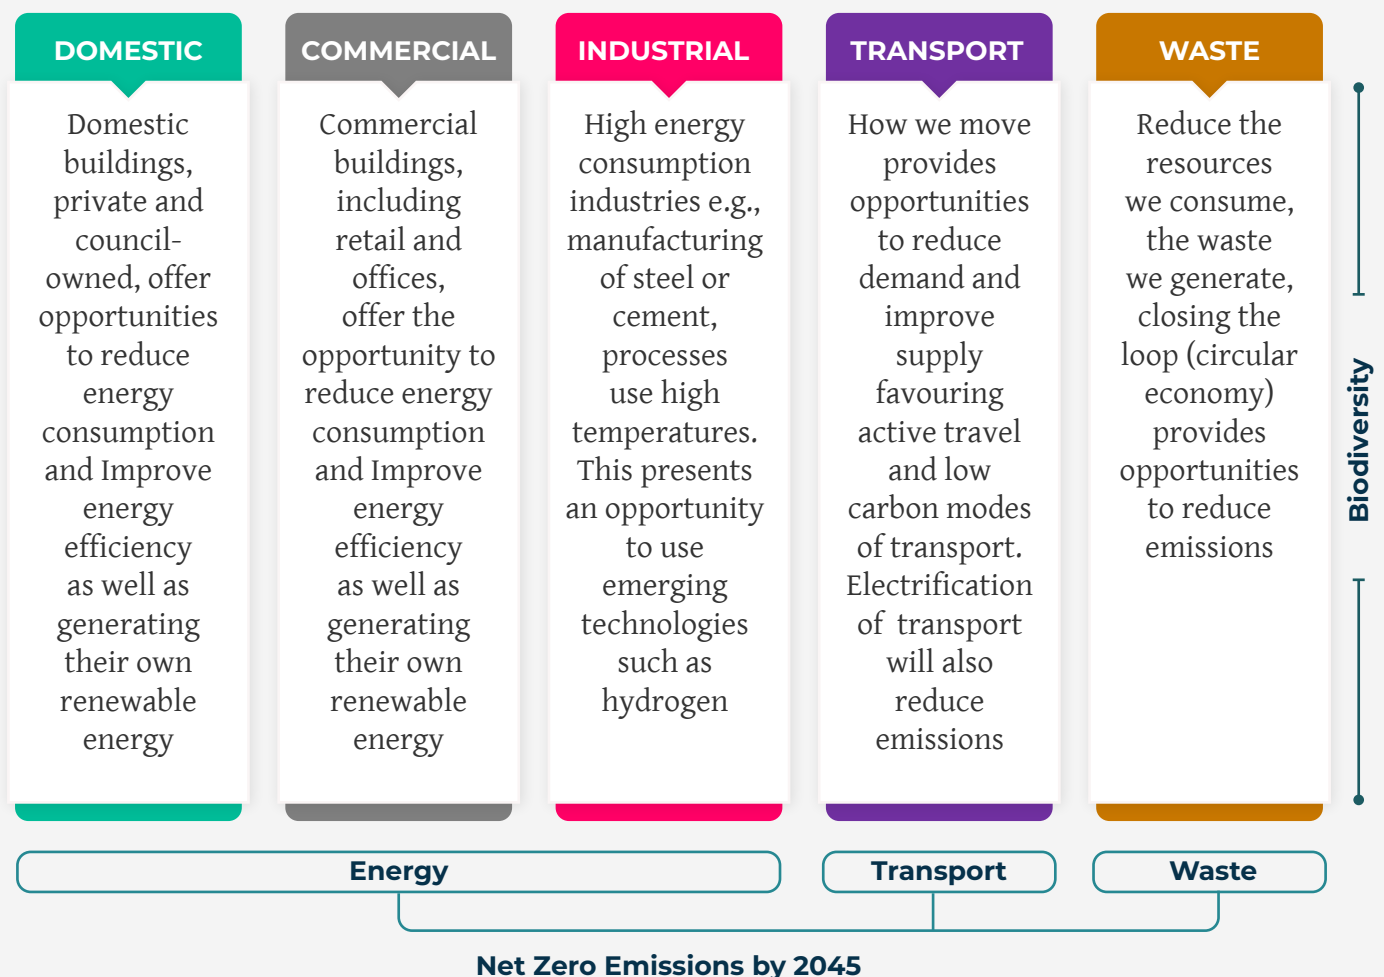 DOMESTIC
Domestic
buildings,
private and
council-
owned, offer
opportunities
to reduce
energy
consumption
and Improve
energy
efficiency
as well as
generating
their own
renewable
energy
COMMERCIAL
Commercial
buildings,
including
retail and
offices,
offer the
opportunity to
reduce energy
consumption
and Improve
energy
efficiency
as well as
generating
their own
renewable
energy
INDUSTRIAL
High energy
consumption
industries e.g.,
manufacturing
of steel or
cement,
processes
use high
temperatures.
This presents
an opportunity
to use
emerging
technologies
such as
hydrogen
TRANSPORT
How we move
provides
opportunities
to reduce
demand and
improve
supply
favouring
active travel
and low
carbon modes
of transport.
Electrification
of transport
will also
reduce
emissions
WASTE
Reduce the
resources
we consume,
the waste
we generate,
closing the
loop (circular
economy)
provides
opportunities
to reduce
emissions
Biodiversity
Energy
Transport
Waste
Net Zero Emissions by 2045